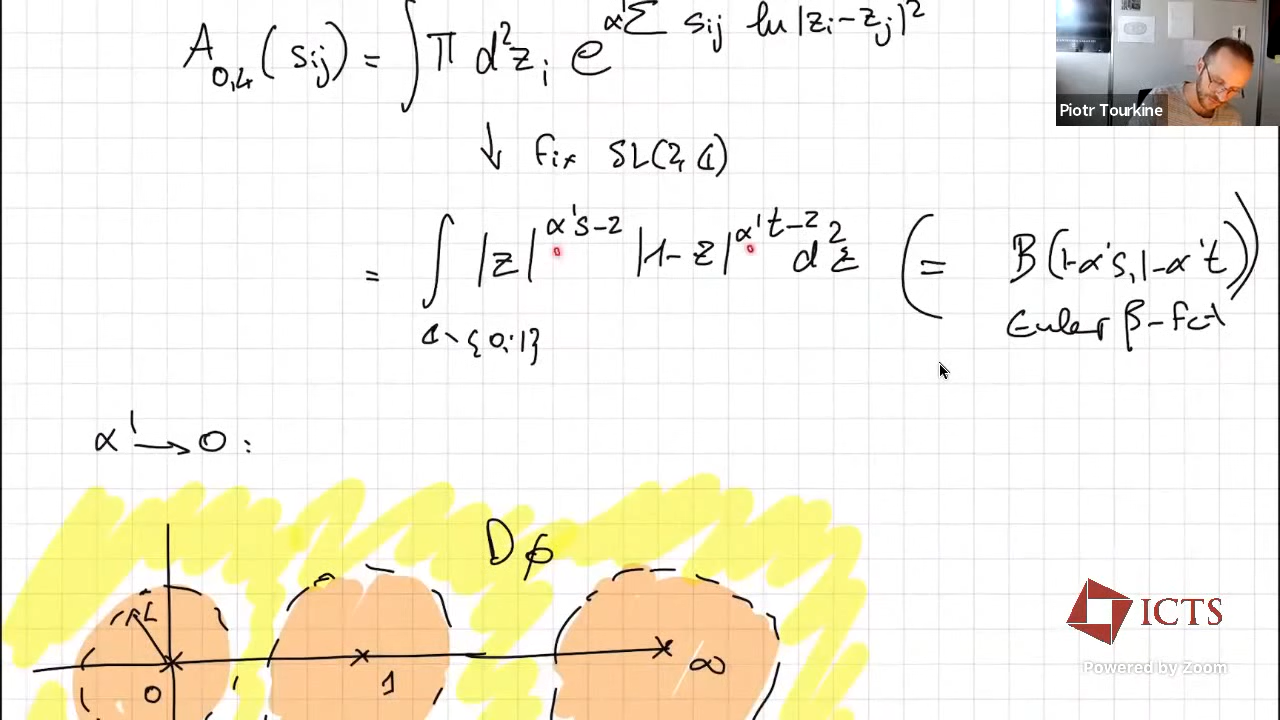 A_{0,4}(s_{ij}) = ∫ Π d²z_i e^{α'Σ s_{ij} ln|z_i-z_j|²}
Piotr Tourkine
↓ fix SL(2,ℂ)
= ∫_{ℂ∖{0,1}} |z|^{α's-2} |1-z|^{α't-2} d²z (= B(1-α's, 1-α't))
Euler β-fct
α' → 0 :
D_ϕ
L
0
1
∞
ICTS
Powered by Zoom